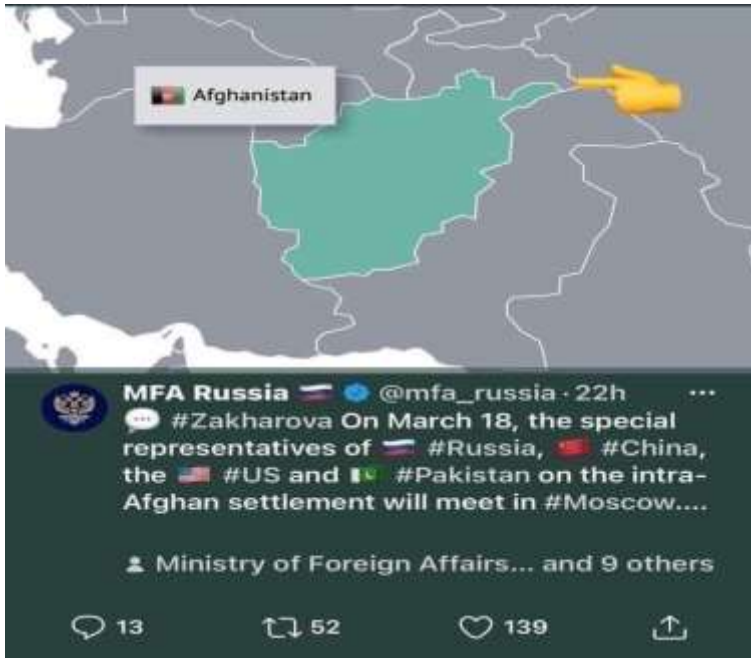 Afghanistan
MFA Russia 🇷🇺 @mfa_russia · 22h ...
💬 #Zakharova On March 18, the special
representatives of 🇷🇺 #Russia, 🇨🇳 #China,
the 🇺🇸 #US and 🇵🇰 #Pakistan on the intra-
Afghan settlement will meet in #Moscow....
Ministry of Foreign Affairs... and 9 others
13 52 139